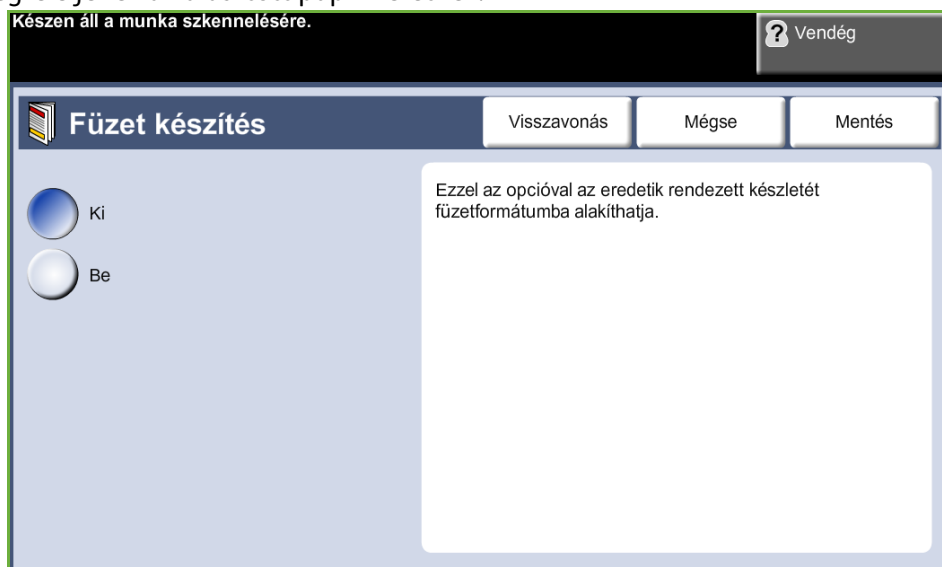 Készen áll a munka szkennelésére.
Vendég
Füzet készítés
Visszavonás
Mégse
Mentés
Ezzel az opcióval az eredetik rendezett készletét
füzetformátumba alakíthatja.
Ki
Be